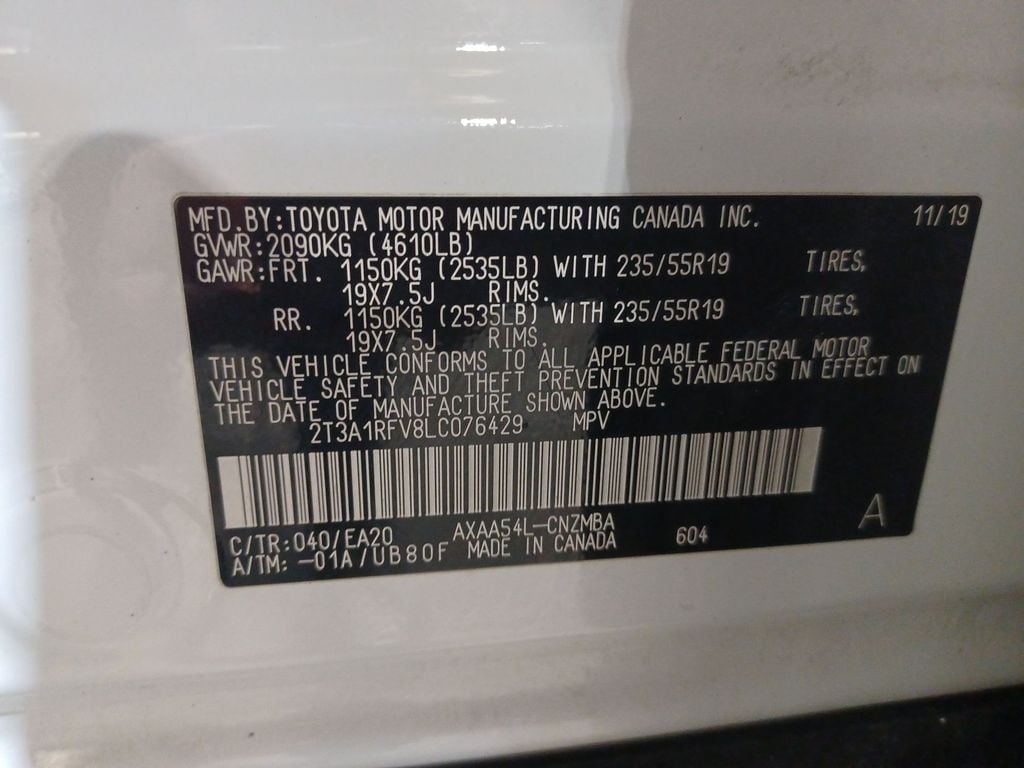 MFD.BY:TOYOTA MOTOR MANUFACTURING CANADA INC. 11/19
GVWR:2090KG (4610LB)
GAWR:FRT. 1150KG (2535LB) WITH 235/55R19 TIRES,
19X7.5J RIMS.
RR. 1150KG (2535LB) WITH 235/55R19 TIRES,
19X7.5J RIMS.
THIS VEHICLE CONFORMS TO ALL APPLICABLE FEDERAL MOTOR
VEHICLE SAFETY AND THEFT PREVENTION STANDARDS IN EFFECT ON
THE DATE OF MANUFACTURE SHOWN ABOVE.
2T3A1RFV8LC076429 MPV
A
C/TR:040/EA20 AXAA54L-CNZMBA 604
A/TM:-01A/UB80F MADE IN CANADA